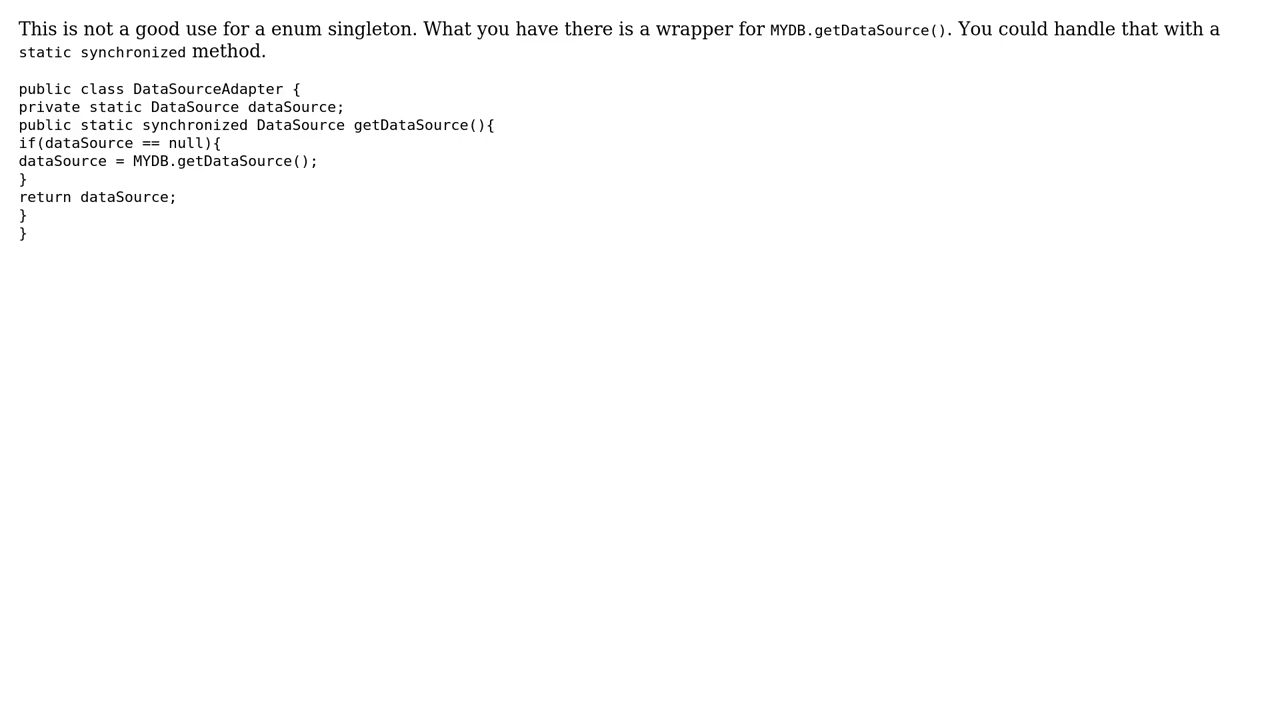 This is not a good use for a enum singleton. What you have there is a wrapper for MYDB.getDataSource(). You could handle that with a
static synchronized method.
public class DataSourceAdapter {
private static DataSource dataSource;
public static synchronized DataSource getDataSource(){
if(dataSource == null){
dataSource = MYDB.getDataSource();
}
return dataSource;
}
}